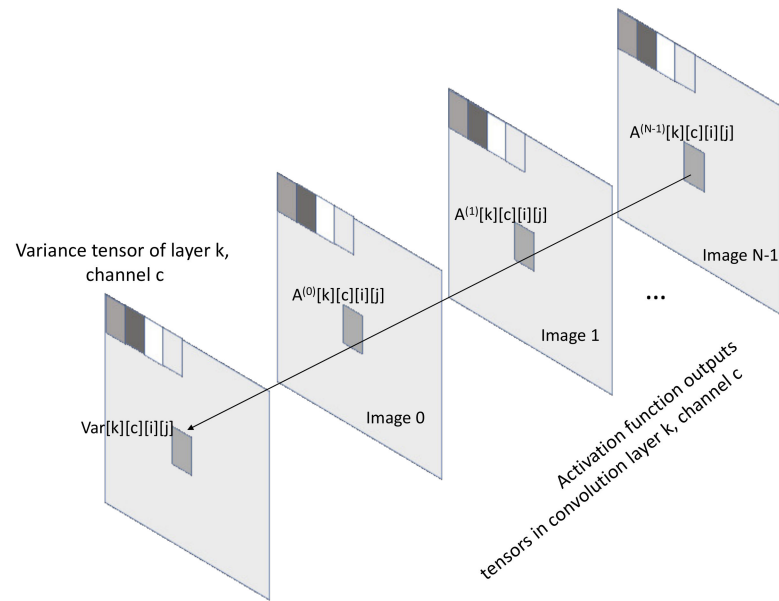 A⁽ᴺ⁻¹⁾[k][c][i][j]
Image N-1
A⁽¹⁾[k][c][i][j]
Image 1
...
Variance tensor of layer k,
channel c
A⁽⁰⁾[k][c][i][j]
Image 0
Var[k][c][i][j]
Activation function outputs
tensors in convolution layer k, channel c